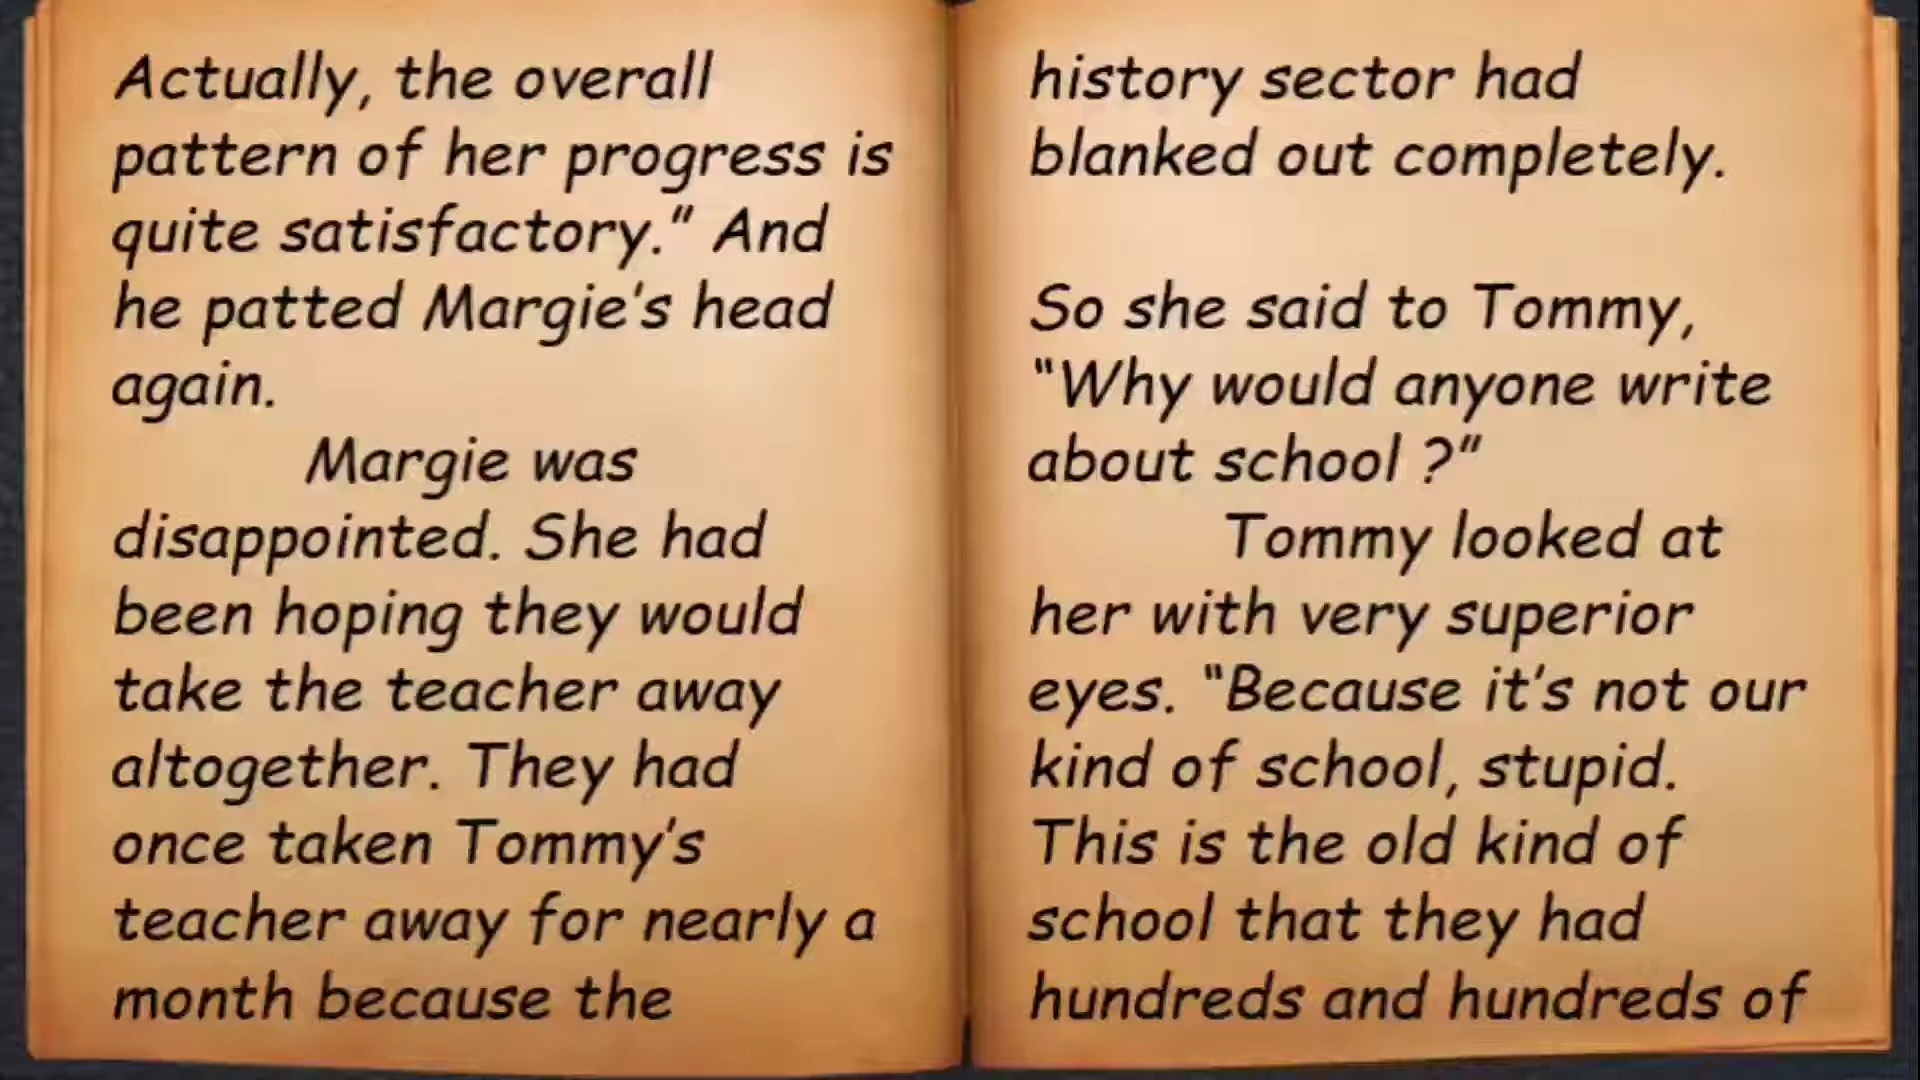 Actually, the overall
pattern of her progress is
quite satisfactory." And
he patted Margie's head
again.
Margie was
disappointed. She had
been hoping they would
take the teacher away
altogether. They had
once taken Tommy's
teacher away for nearly a
month because the
history sector had
blanked out completely.
So she said to Tommy,
"Why would anyone write
about school ?"
Tommy looked at
her with very superior
eyes. "Because it's not our
kind of school, stupid.
This is the old kind of
school that they had
hundreds and hundreds of